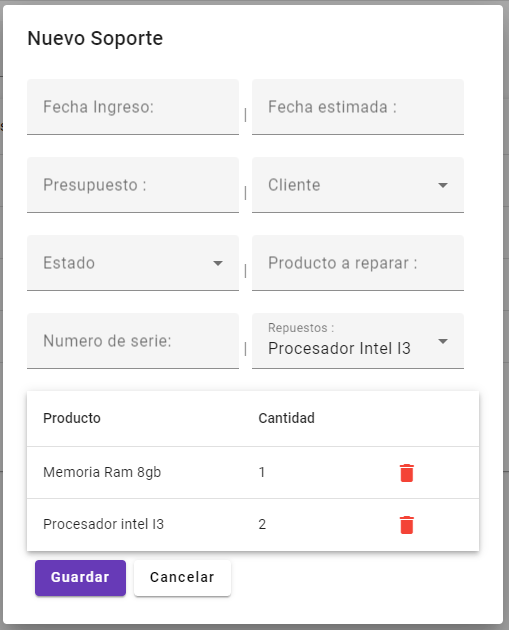 Nuevo Soporte
Fecha Ingreso: | Fecha estimada :
Presupuesto : | Cliente
Estado | Producto a reparar :
Numero de serie: | Repuestos :
Procesador Intel I3
Producto Cantidad
Memoria Ram 8gb 1
Procesador intel I3 2
Guardar Cancelar